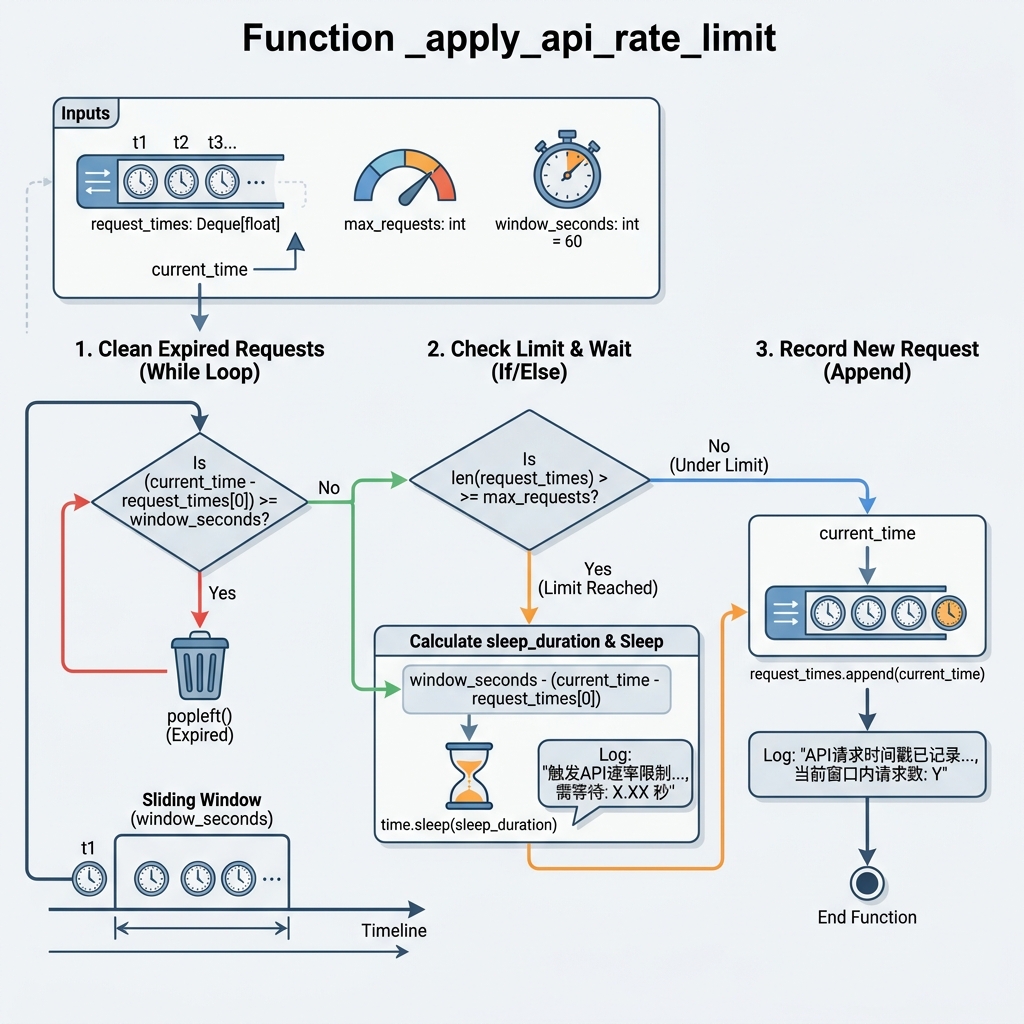 Function _apply_api_rate_limit
Inputs
t1 t2 t3...
request_times: Deque[float]
max_requests: int
window_seconds: int
= 60
current_time
1. Clean Expired Requests
(While Loop)
Is
(current_time -
request_times[0]) >=
window_seconds?
No
Yes
popleft()
(Expired)
Sliding Window
(window_seconds)
t1
Timeline
2. Check Limit & Wait
(If/Else)
Is
len(request_times) >
>= max_requests?
No
(Under Limit)
Yes
(Limit Reached)
Calculate sleep_duration & Sleep
window_seconds - (current_time -
request_times[0])
Log:
"触发API速率限制...,
需等待: X.XX 秒"
time.sleep(sleep_duration)
3. Record New Request
(Append)
current_time
request_times.append(current_time)
Log: "API请求时间戳已记录...,
当前窗口内请求数: Y"
End Function